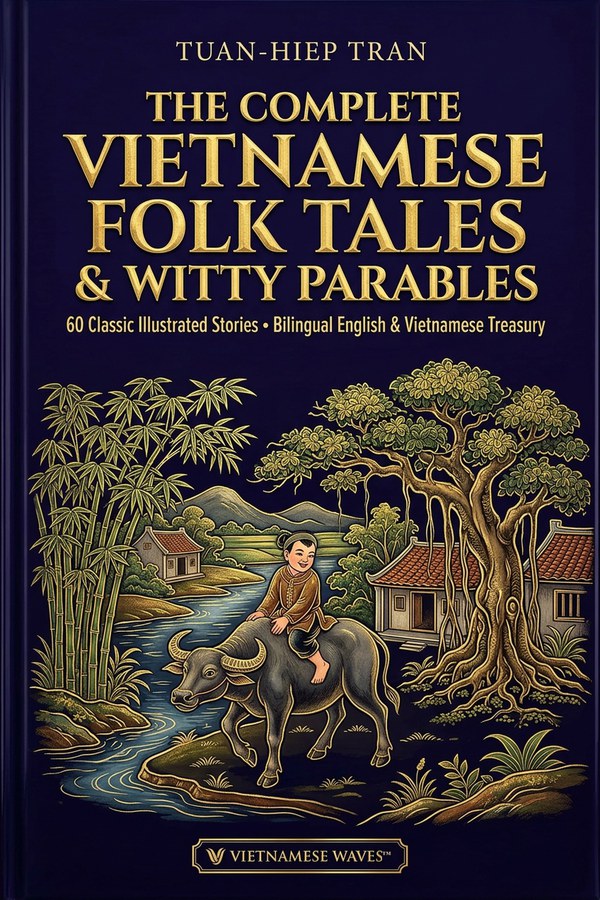 TUAN-HIEP TRAN
THE COMPLETE
VIETNAMESE
FOLK TALES
& WITTY PARABLES
60 Classic Illustrated Stories • Bilingual English & Vietnamese Treasury
VIETNAMESE WAVES™